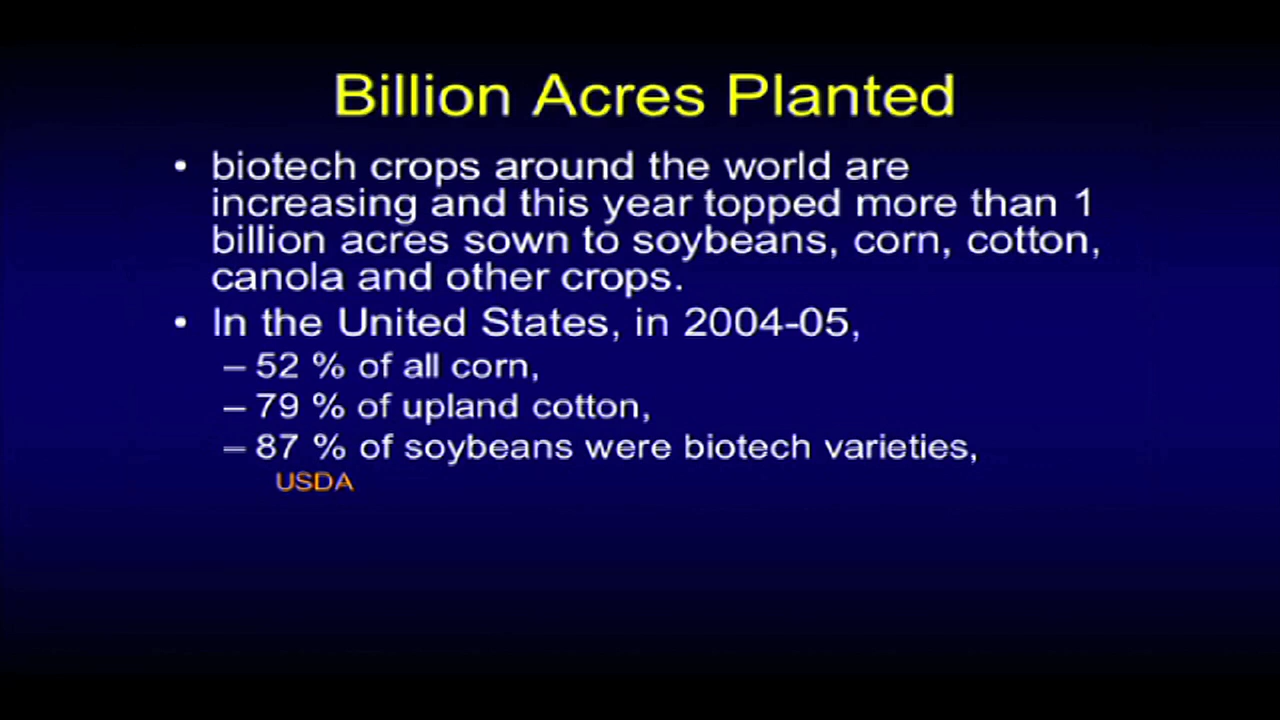 Billion Acres Planted
• biotech crops around the world are
increasing and this year topped more than 1
billion acres sown to soybeans, corn, cotton,
canola and other crops.
• In the United States, in 2004-05,
– 52 % of all corn,
– 79 % of upland cotton,
– 87 % of soybeans were biotech varieties,
USDA